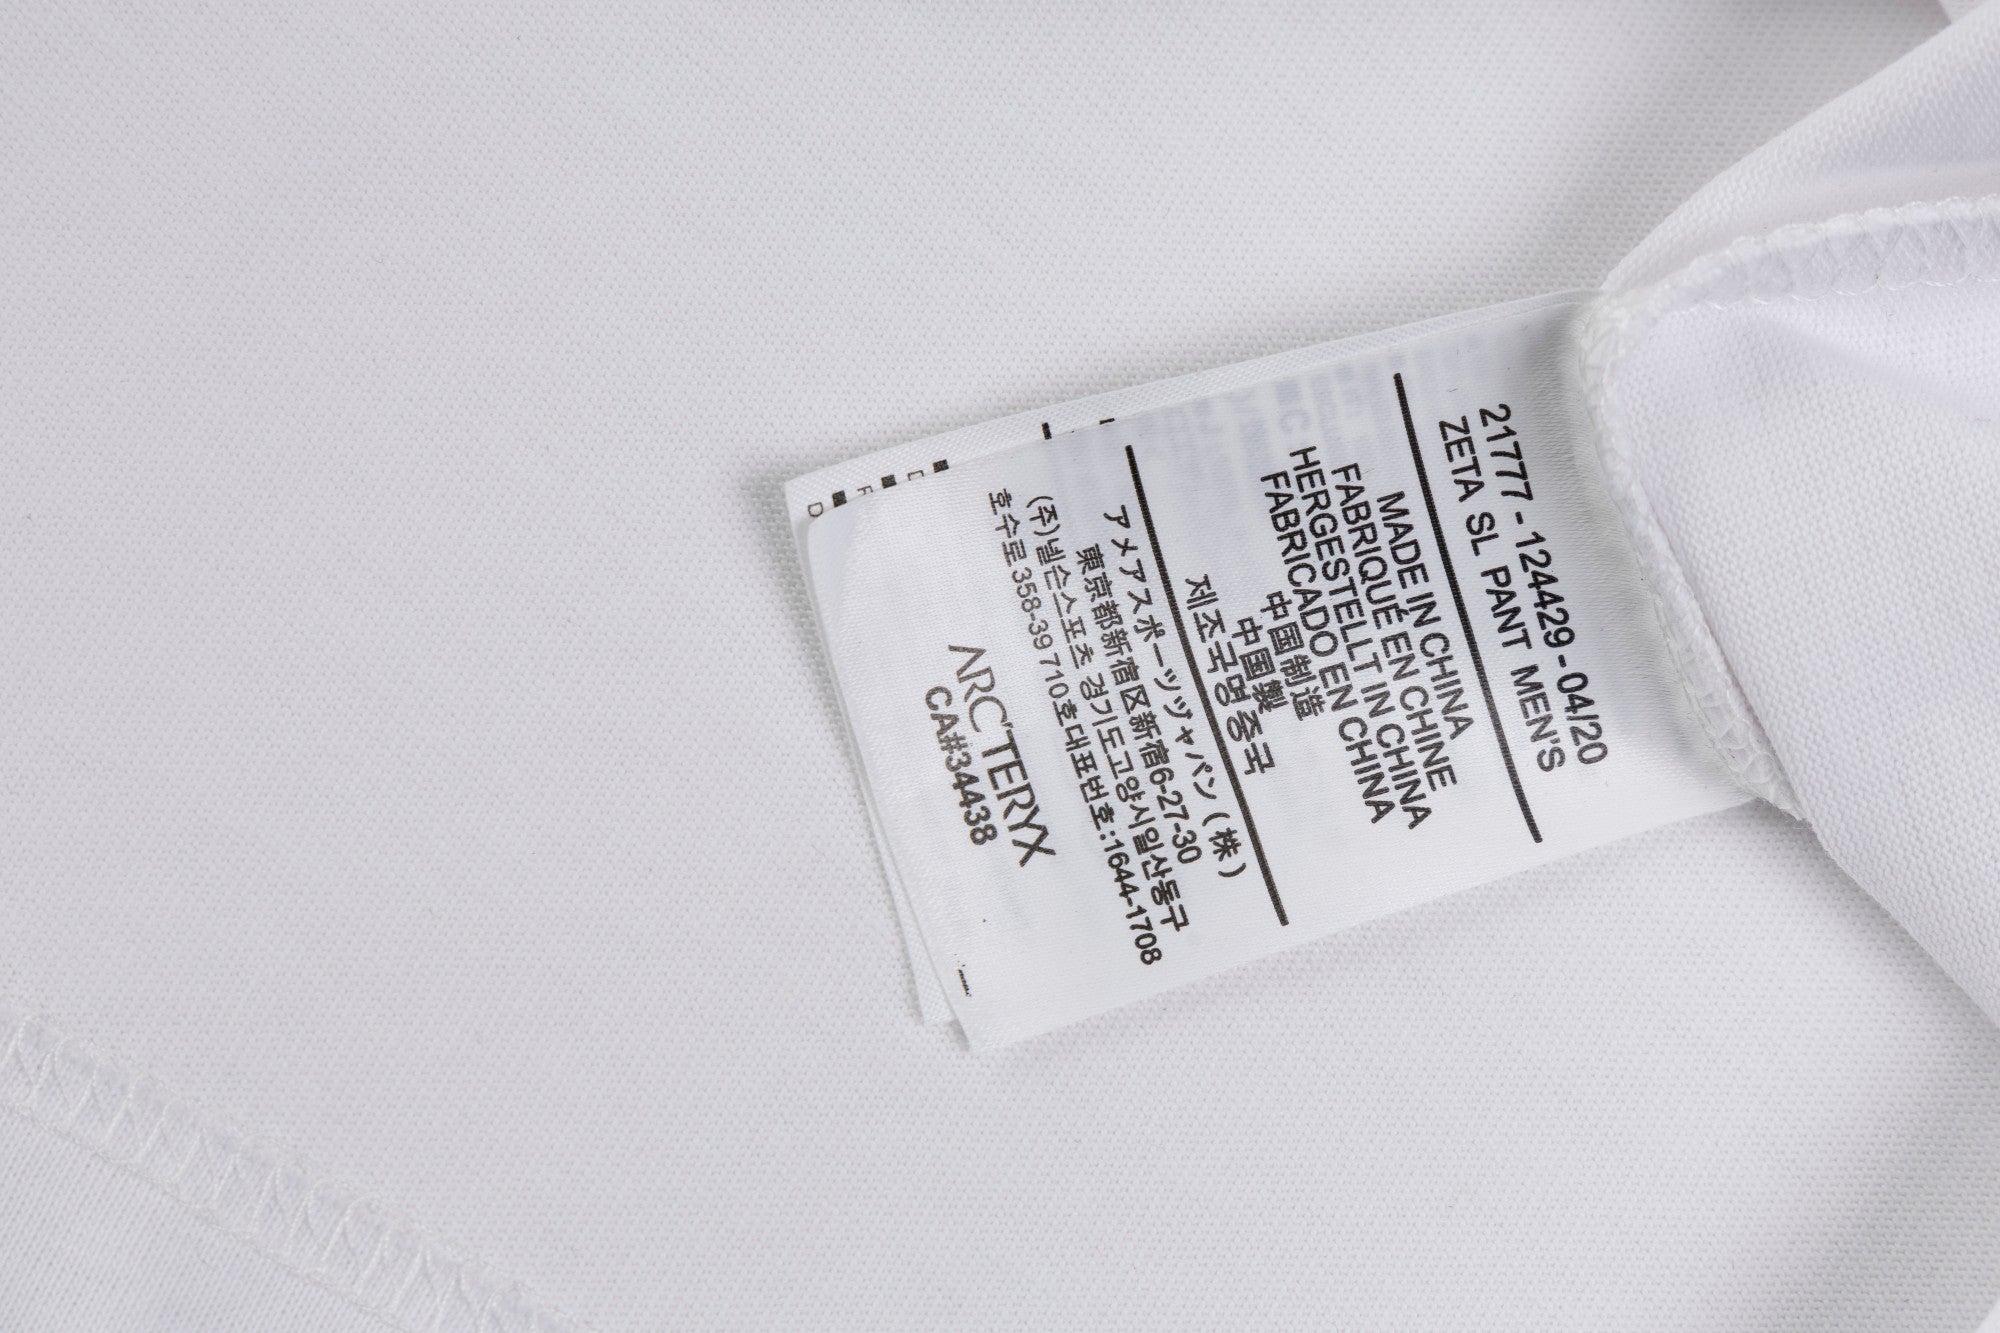 21777 - 124429 - 04/20
ZETA SL PANT MEN'S
MADE IN CHINA
FABRIQUÉ EN CHINE
HERGESTELLT IN CHINA
FABRICADO EN CHINA
中国制造
中国製
제조국명 중국
アメアスポーツジャパン (株)
東京都新宿区新宿6-27-30
(주)넬슨스포츠 경기도고양시일산동구
호수로358-39 710호대표번호:1644-1708
ARC'TERYX
CA#34438